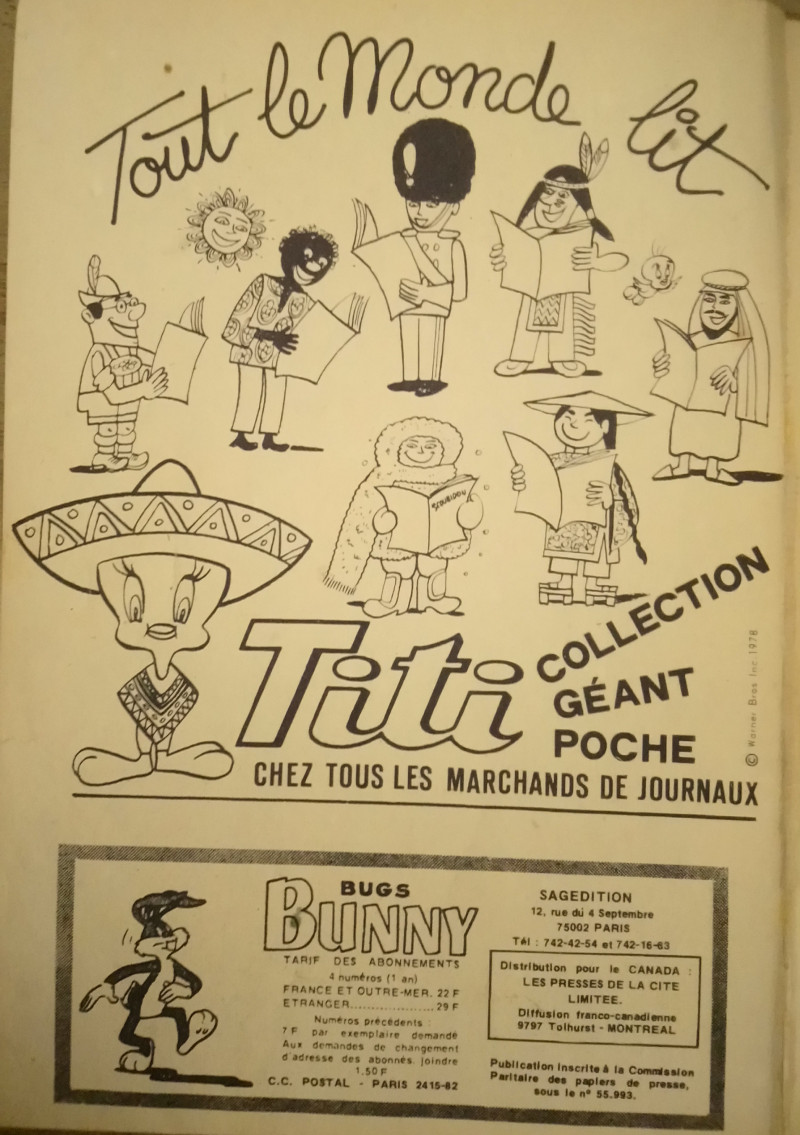 Tout le Monde lit
SCOUBIDOU
Titi
COLLECTION
GÉANT
POCHE
© Warner Bros Inc 1978
CHEZ TOUS LES MARCHANDS DE JOURNAUX
BUGS
BUNNY
TARIF DES ABONNEMENTS
4 numéros (1 an)
FRANCE ET OUTRE-MER. 22 F
ETRANGER....................29 F
Numéros précédents :
7 F par exemplaire demandé
Aux demandes de changement
d'adresse des abonnés joindre
1,50 F
C.C. POSTAL - PARIS 2415-82
SAGEDITION
12, rue du 4 Septembre
75002 PARIS
Tél : 742-42-54 et 742-16-63
Distribution pour le CANADA :
LES PRESSES DE LA CITE
LIMITEE.
Diffusion franco-canadienne
9797 Tolhurst - MONTREAL
Publication inscrite à la Commission
Paritaire des papiers de presse,
sous le nº 55.993.